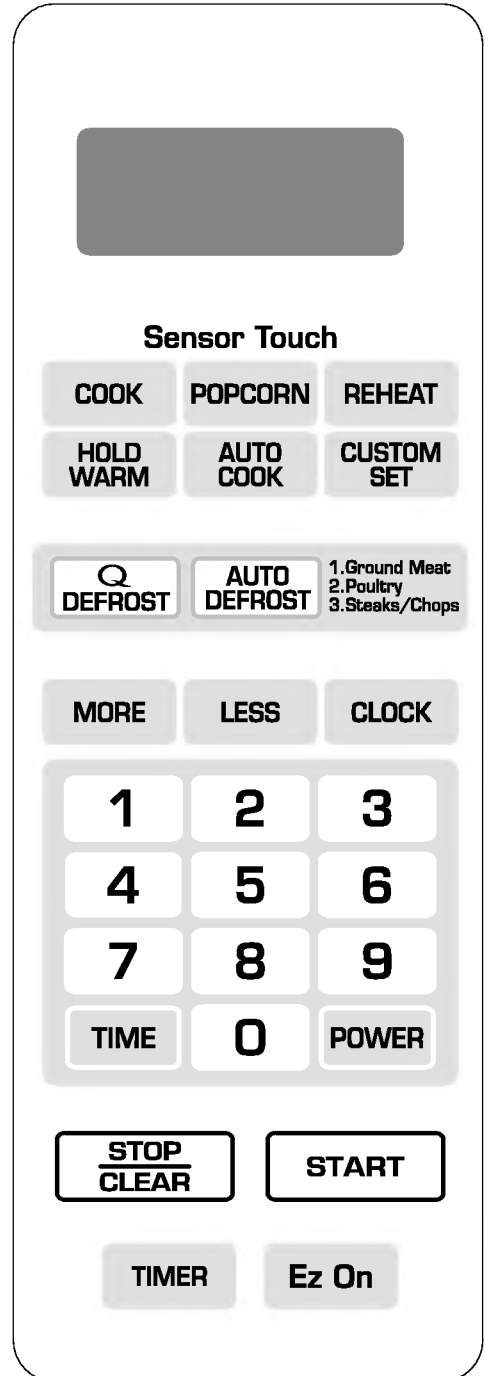 Sensor Touch
COOK POPCORN REHEAT
HOLD WARM
AUTO COOK
CUSTOM SET
Q DEFROST
AUTO DEFROST
1.Ground Meat
2.Poultry
3.Steaks/Chops
MORE LESS CLOCK
1 2 3
4 5 6
7 8 9
TIME 0 POWER
STOP
CLEAR
START
TIMER Ez On